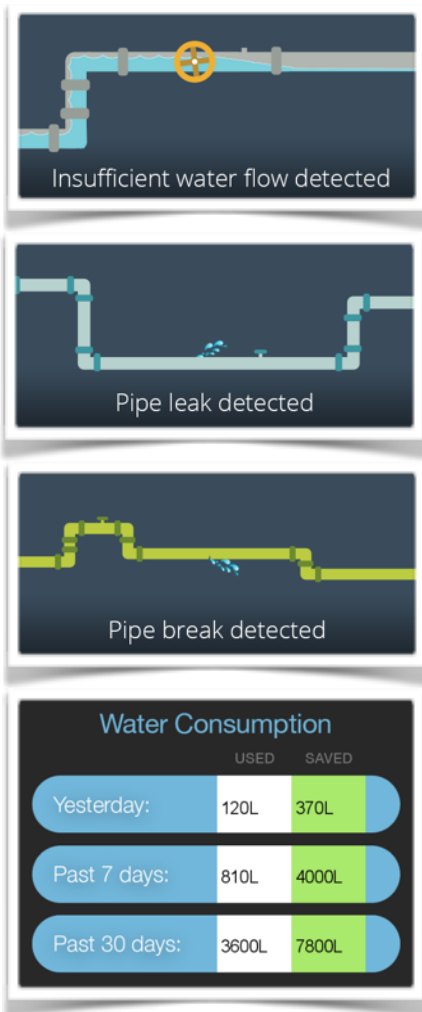 Insufficient water flow detected
Pipe leak detected
Pipe break detected
Water Consumption
USED SAVED
Yesterday: 120L 370L
Past 7 days: 810L 4000L
Past 30 days: 3600L 7800L